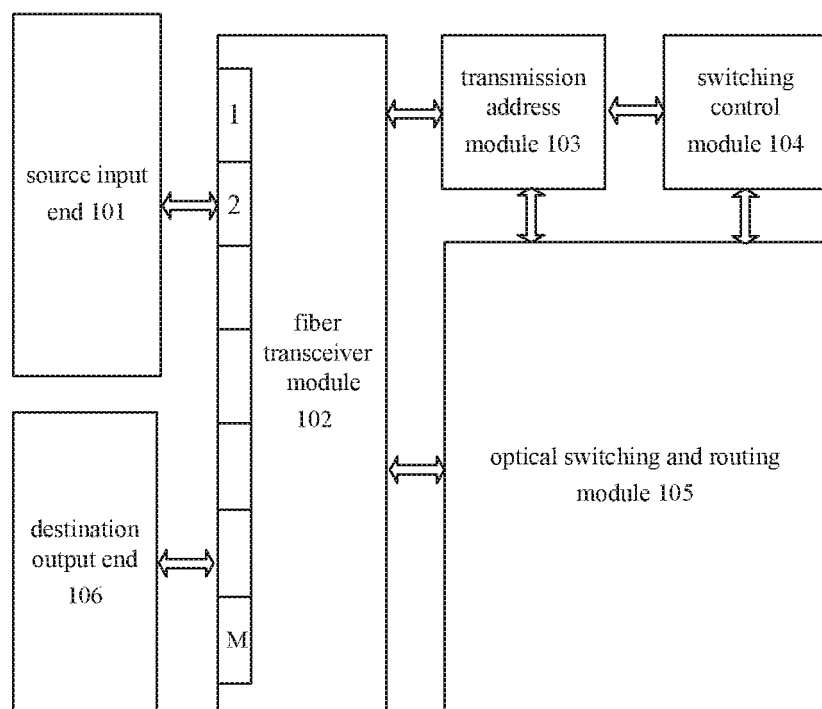 source input
end 101
destination
output end
106
1
2
M
fiber
transceiver
module
102
transmission
address
module 103
switching
control
module 104
optical switching and routing
module 105